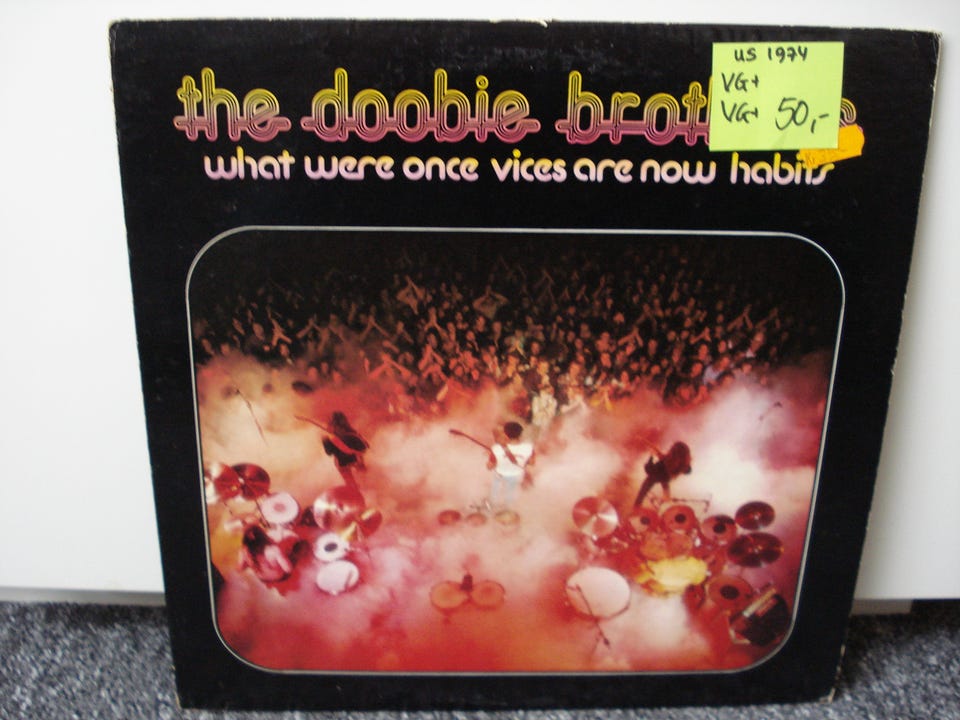 the doobie brot
us 1974
VG+
VG+ 50,-
what were once vices are now habits